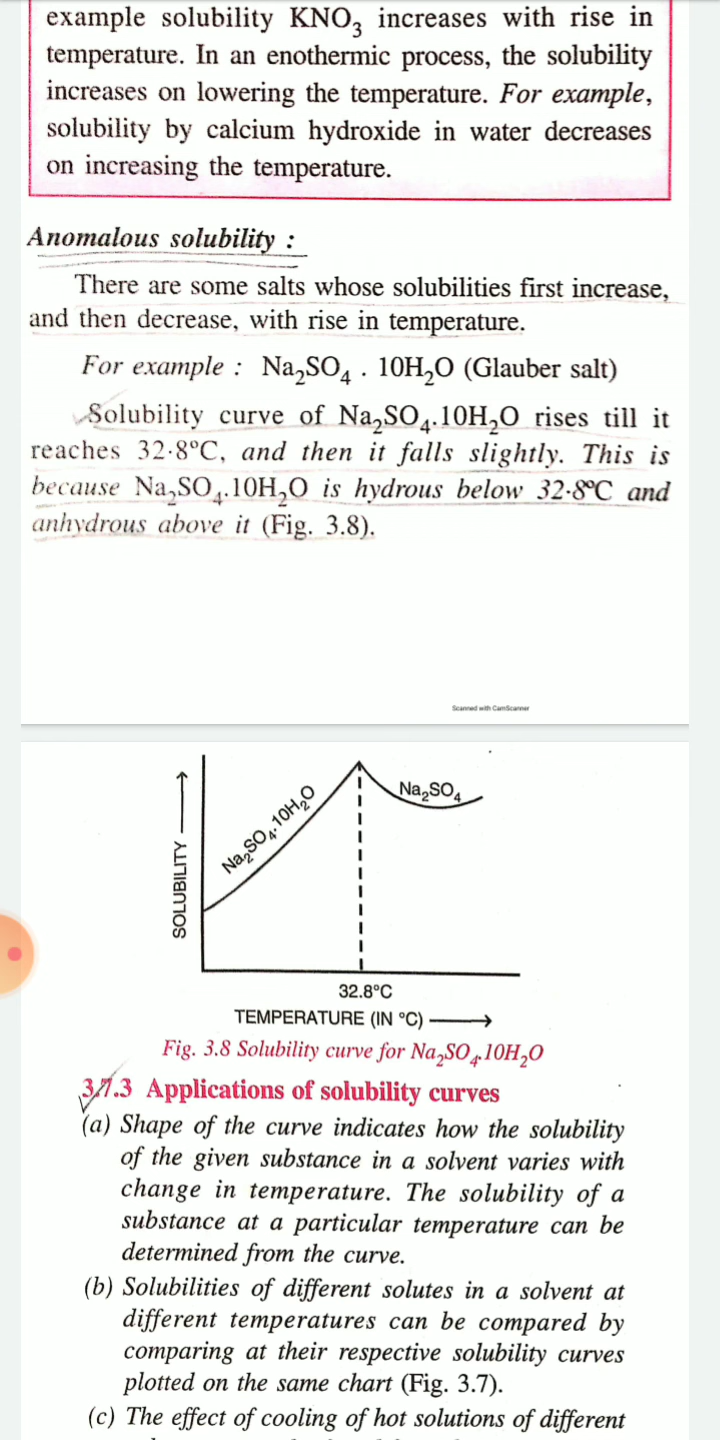 example solubility KNO₃ increases with rise in
temperature. In an enothermic process, the solubility
increases on lowering the temperature. For example,
solubility by calcium hydroxide in water decreases
on increasing the temperature.
Anomalous solubility :
There are some salts whose solubilities first increase,
and then decrease, with rise in temperature.
For example : Na₂SO₄ . 10H₂O (Glauber salt)
Solubility curve of Na₂SO₄.10H₂O rises till it
reaches 32·8°C, and then it falls slightly. This is
because Na₂SO₄.10H₂O is hydrous below 32·8°C and
anhydrous above it (Fig. 3.8).
Scanned with CamScanner
SOLUBILITY
Na₂SO₄.10H₂O
Na₂SO₄
32.8°C
TEMPERATURE (IN °C)
Fig. 3.8 Solubility curve for Na₂SO₄.10H₂O
3.7.3 Applications of solubility curves
(a) Shape of the curve indicates how the solubility
of the given substance in a solvent varies with
change in temperature. The solubility of a
substance at a particular temperature can be
determined from the curve.
(b) Solubilities of different solutes in a solvent at
different temperatures can be compared by
comparing at their respective solubility curves
plotted on the same chart (Fig. 3.7).
(c) The effect of cooling of hot solutions of different